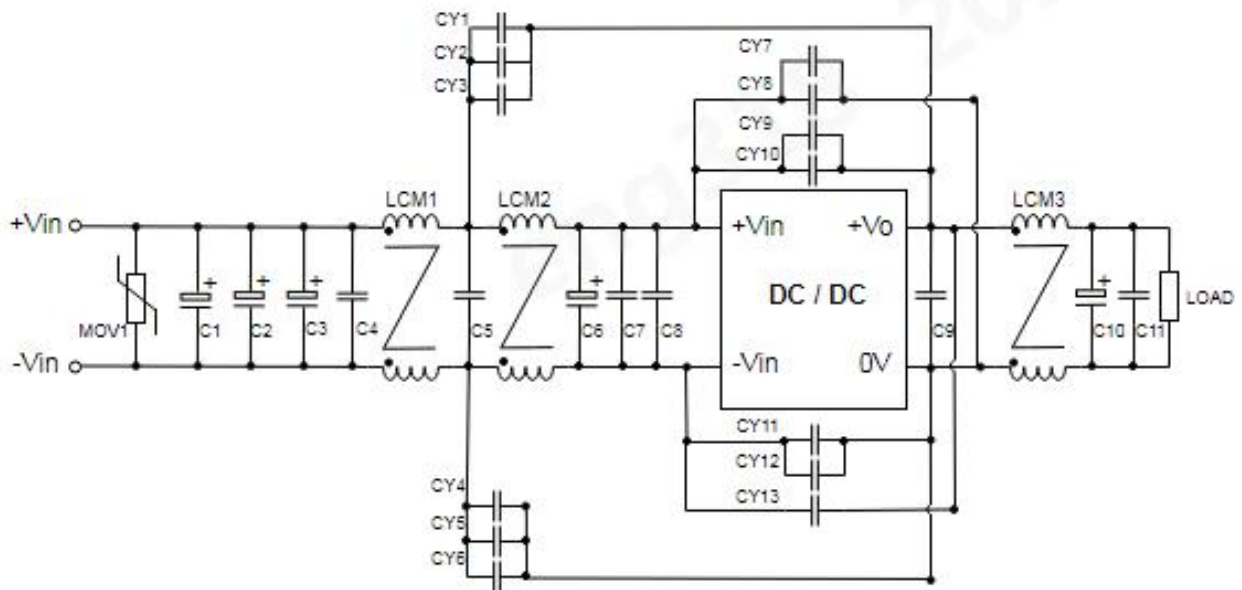 CY1
CY2
CY3
CY7
CY8
CY9
CY10
LCM1
LCM2
LCM3
+Vin
+Vin
+Vo
DC / DC
MOV1
C1
C2
C3
C4
C5
C6
C7
C8
C9
C10
C11
LOAD
-Vin
-Vin
0V
+
+
+
+
+
CY11
CY12
CY13
CY4
CY5
CY6